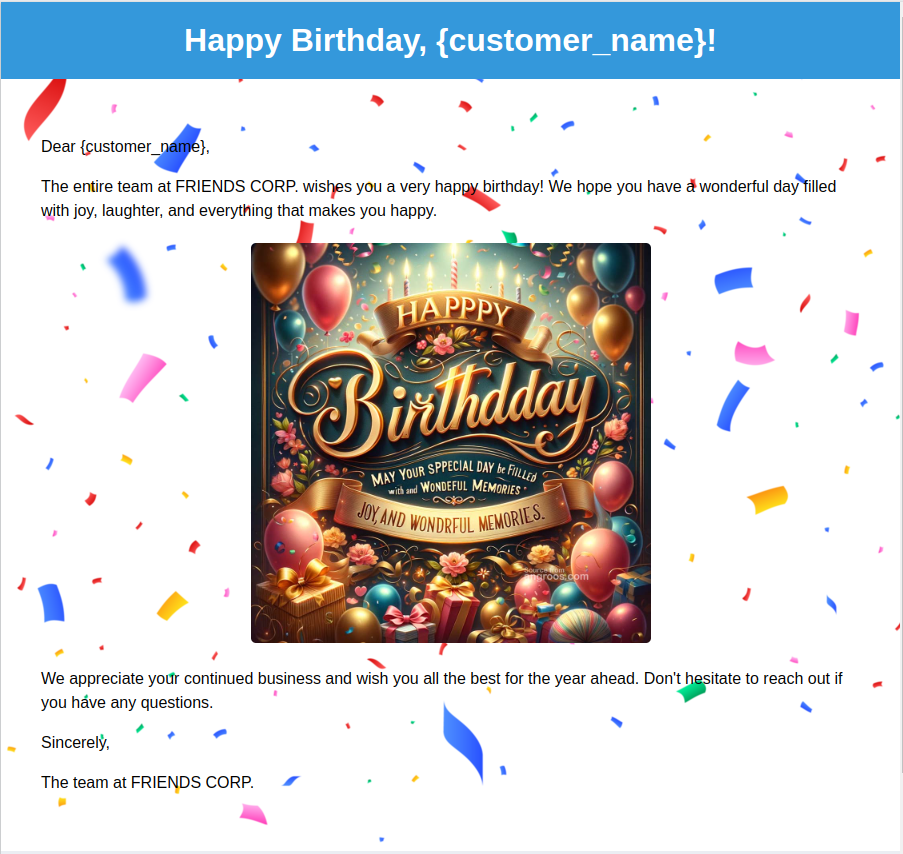 Happy Birthday, {customer_name}!
Dear {customer_name},
The entire team at FRIENDS CORP. wishes you a very happy birthday! We hope you have a wonderful day filled
with joy, laughter, and everything that makes you happy.
HAPPPY
Birthdday
MAY YOUR SPPECIAL DAY be FILLED
with and WONDEFUL MEMORIES
JOY, AND WONDRFUL MEMORIES.
source from
angroos.com
We appreciate your continued business and wish you all the best for the year ahead. Don't hesitate to reach out if
you have any questions.
Sincerely,
The team at FRIENDS CORP.